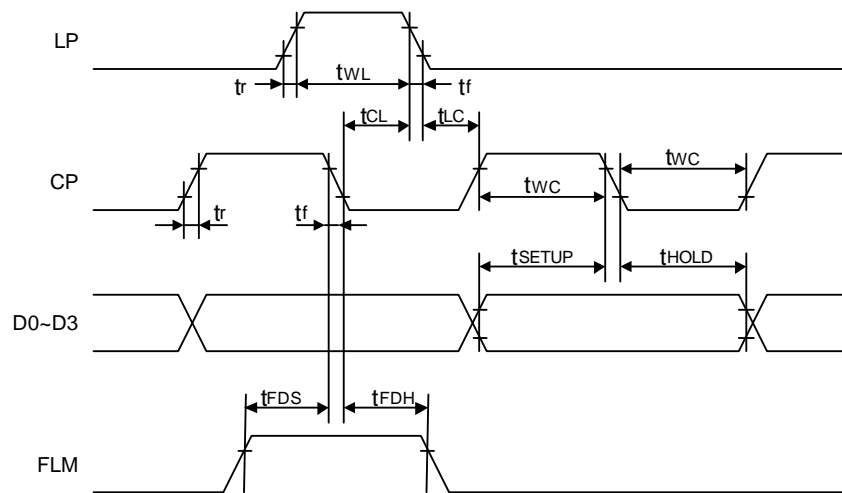 LP
tr
tWL
tf
tCL
tLC
CP
tWC
tWC
tr
tf
tSETUP
tHOLD
D0~D3
tFDS
tFDH
FLM